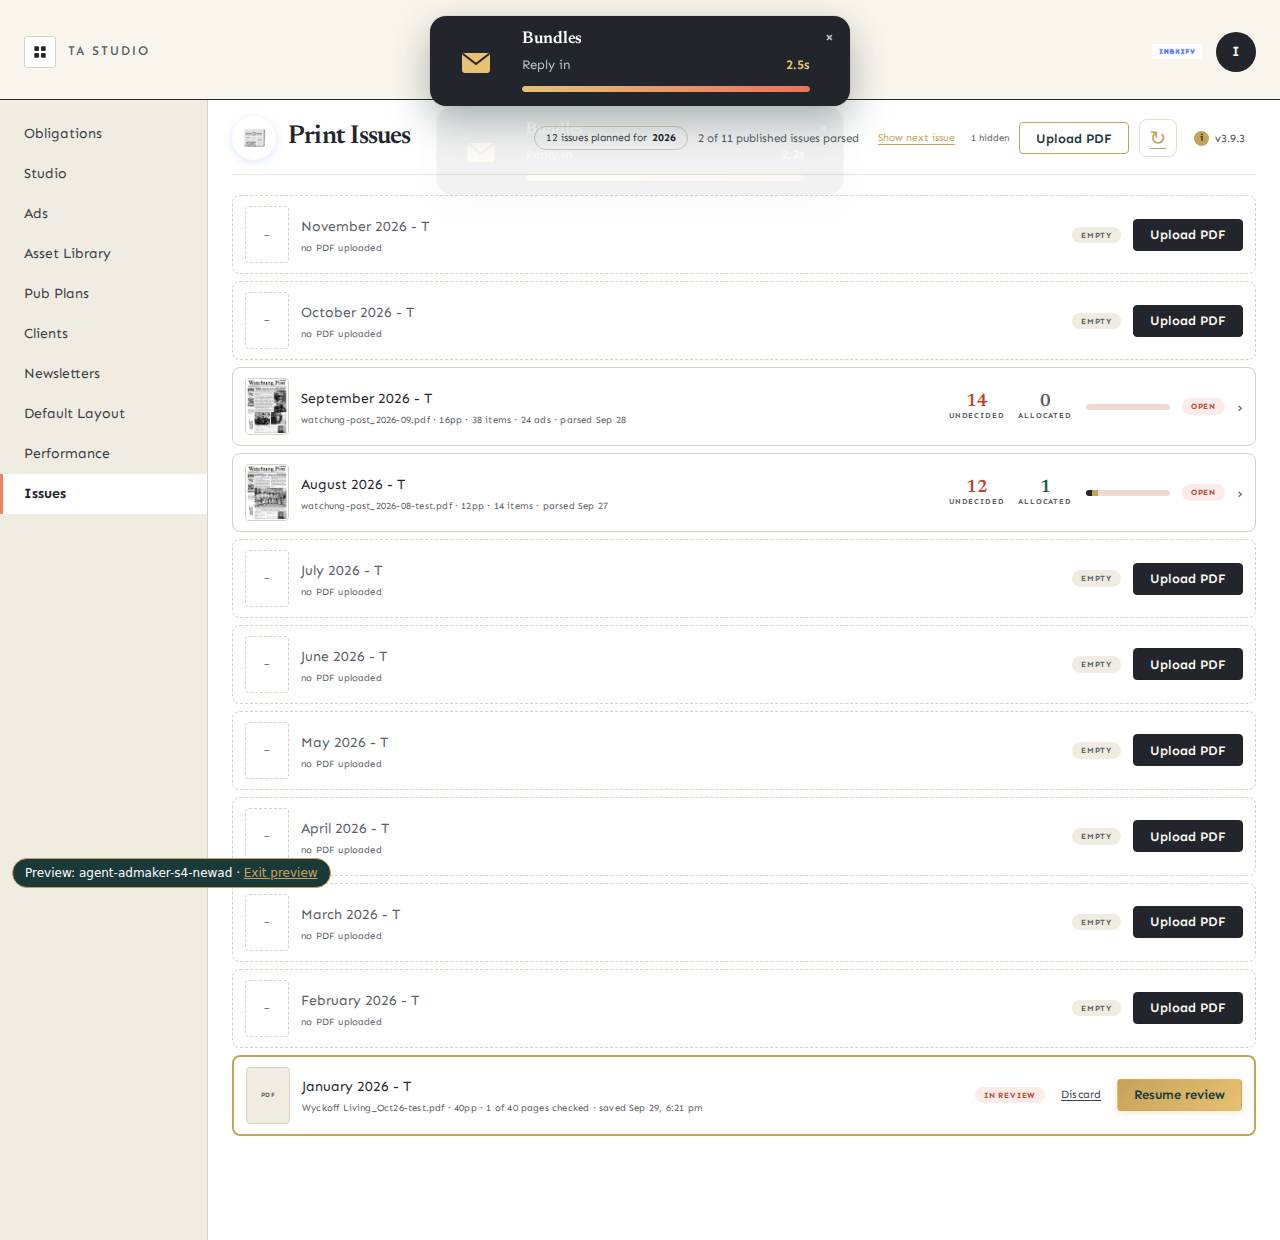 TA STUDIO
Bundles
×
Reply in
2.5s
INBXIFY
I
Obligations
Studio
Ads
Asset Library
Pub Plans
Clients
Newsletters
Default Layout
Performance
Issues
Print Issues
12 issues planned for 2026
2 of 11 published issues parsed
Show next issue
1 hidden
Upload PDF
↻
i
v3.9.3
–
November 2026 - T
no PDF uploaded
EMPTY
Upload PDF
–
October 2026 - T
no PDF uploaded
EMPTY
Upload PDF
Watchung Post
September 2026 - T
watchung-post_2026-09.pdf · 16pp · 38 items · 24 ads · parsed Sep 28
14
UNDECIDED
0
ALLOCATED
OPEN
›
Watchung Post
August 2026 - T
watchung-post_2026-08-test.pdf · 12pp · 14 items · parsed Sep 27
12
UNDECIDED
1
ALLOCATED
OPEN
›
–
July 2026 - T
no PDF uploaded
EMPTY
Upload PDF
–
June 2026 - T
no PDF uploaded
EMPTY
Upload PDF
–
May 2026 - T
no PDF uploaded
EMPTY
Upload PDF
–
April 2026 - T
no PDF uploaded
EMPTY
Upload PDF
Preview: agent-admaker-s4-newad · Exit preview
–
March 2026 - T
no PDF uploaded
EMPTY
Upload PDF
–
February 2026 - T
no PDF uploaded
EMPTY
Upload PDF
PDF
January 2026 - T
Wyckoff Living_Oct26-test.pdf · 40pp · 1 of 40 pages checked · saved Sep 29, 6:21 pm
IN REVIEW
Discard
Resume review